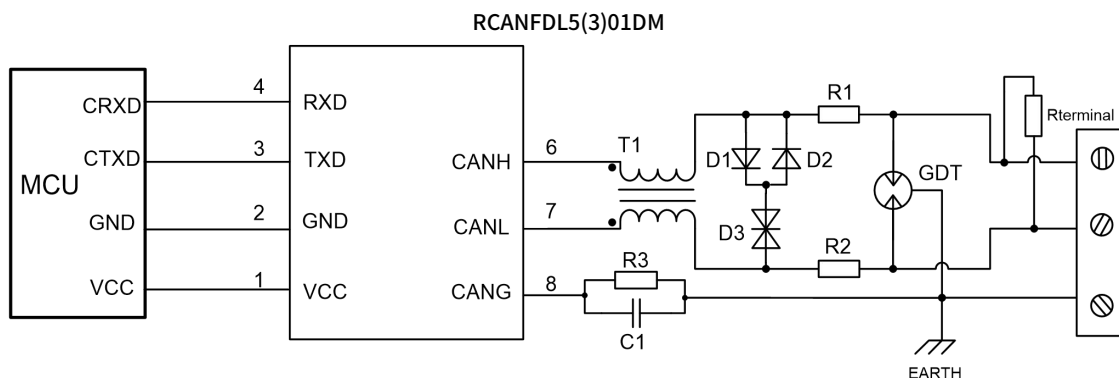 RCANFDL5(3)01DM
MCU
CRXD
CTXD
GND
VCC
4
3
2
1
RXD
TXD
GND
VCC
CANH
CANL
CANG
6
7
8
T1
R3
C1
D1
D2
D3
R1
R2
GDT
Rterminal
EARTH